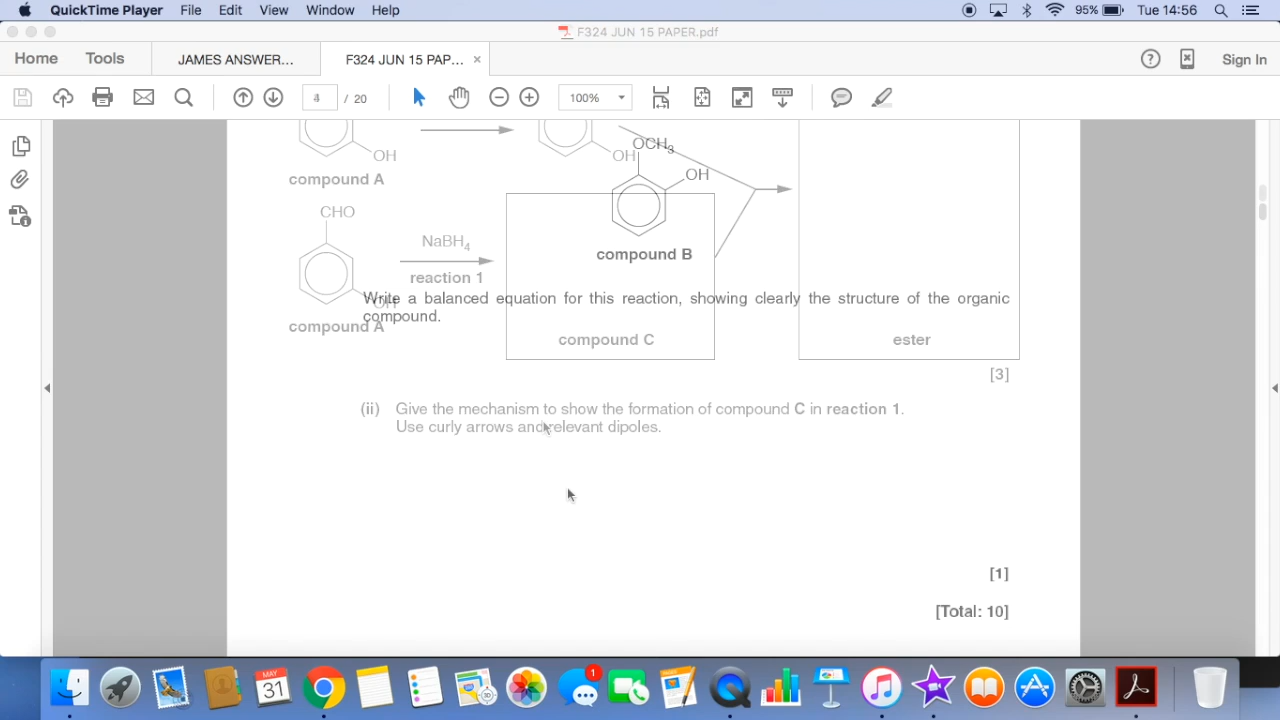 QuickTime Player File Edit View Window Help 95% Tue 14:56
F324 JUN 15 PAPER.pdf
Home Tools JAMES ANSWER... F324 JUN 15 PAP... × Sign In
4 / 20 100%
OH
compound A
OH
OCH3
OH
compound B
CHO
OH
compound A
NaBH4
reaction 1
Write a balanced equation for this reaction, showing clearly the structure of the organic
compound.
compound C
ester
[3]
(ii) Give the mechanism to show the formation of compound C in reaction 1.
Use curly arrows and relevant dipoles.
[1]
[Total: 10]
MAY
31
1